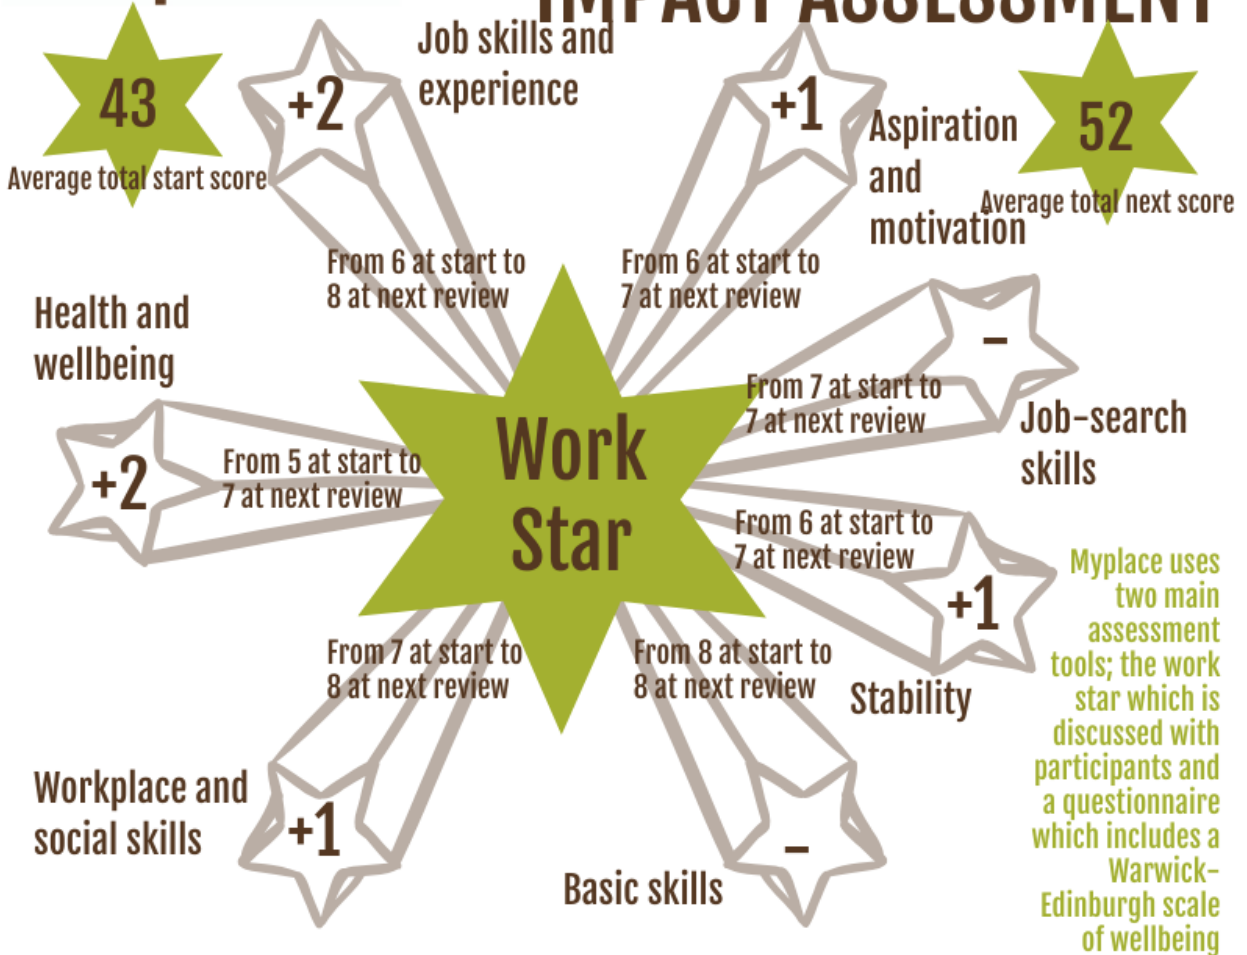 IMPACT ASSESSMENT
43
Average total start score
+2
Job skills and
experience
From 6 at start to
8 at next review
+1
Aspiration
and
motivation
From 6 at start to
7 at next review
52
Average total next score
Health and
wellbeing
+2
From 5 at start to
7 at next review
Work
Star
–
From 7 at start to
7 at next review
Job-search
skills
From 6 at start to
7 at next review
+1
Stability
Workplace and
social skills
+1
From 7 at start to
8 at next review
From 8 at start to
8 at next review
–
Basic skills
Myplace uses
two main
assessment
tools; the work
star which is
discussed with
participants and
a questionnaire
which includes a
Warwick-
Edinburgh scale
of wellbeing